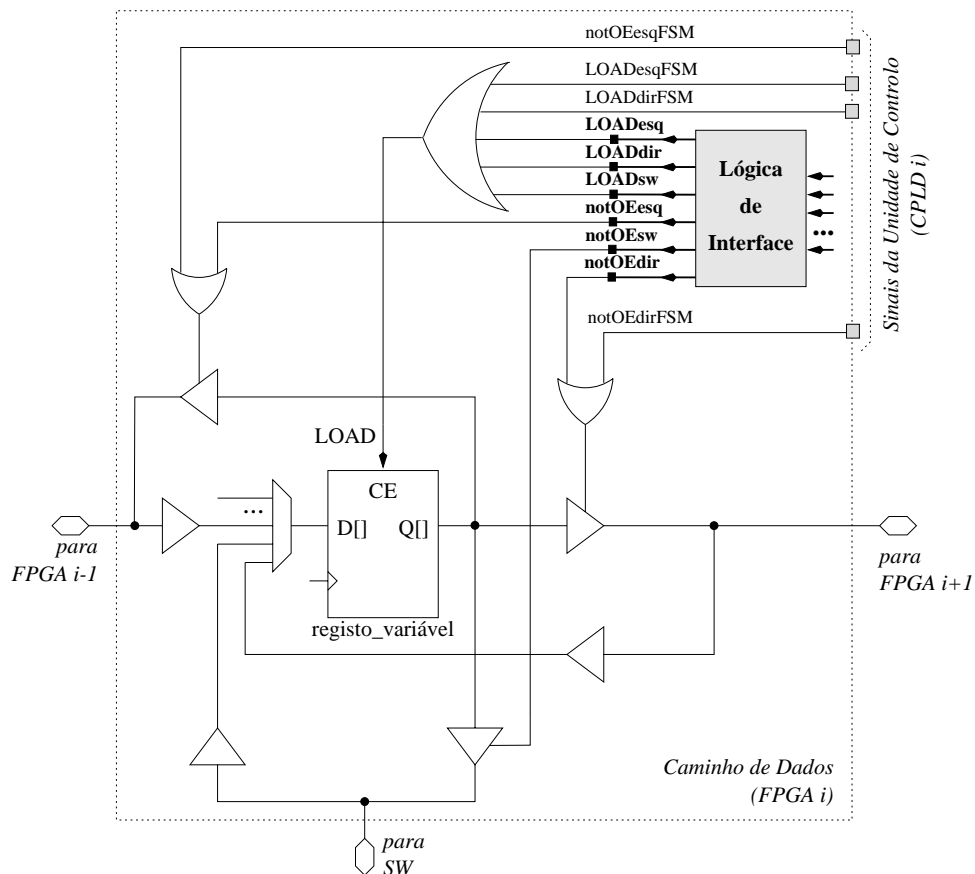 notOEesqFSM
LOADesqFSM
LOADdirFSM
LOADesq
LOADdir
LOADsw
notOEesq
notOEsw
notOEdir
Lógica
de
Interface
...
Sinais da Unidade de Controlo
(CPLD i)
notOEdirFSM
LOAD
CE
...
D[]
Q[]
registo_variável
para
FPGA i-1
para
FPGA i+1
Caminho de Dados
(FPGA i)
para
SW